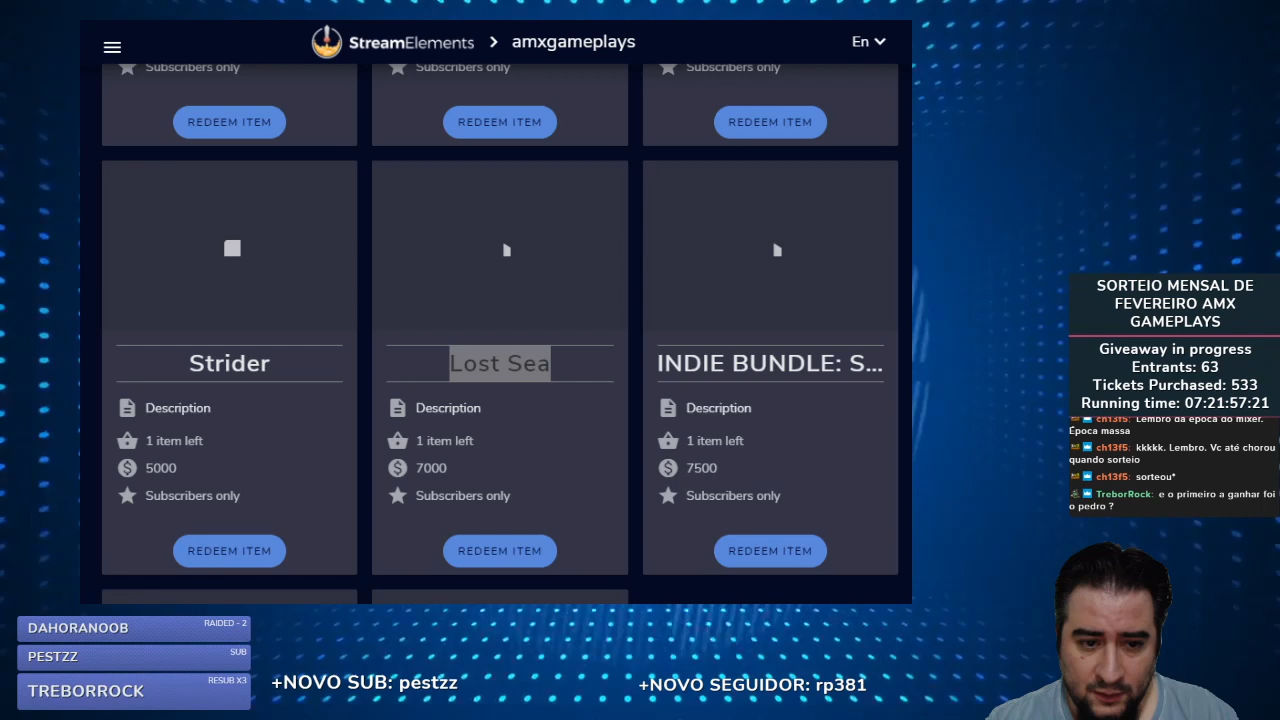 StreamElements > amxgameplays
En
Subscribers only
Subscribers only
Subscribers only
REDEEM ITEM
REDEEM ITEM
REDEEM ITEM
Strider
Description
1 item left
5000
Subscribers only
REDEEM ITEM
Lost Sea
Description
1 item left
7000
Subscribers only
REDEEM ITEM
INDIE BUNDLE: S...
Description
1 item left
7500
Subscribers only
REDEEM ITEM
SORTEIO MENSAL DE
FEVEREIRO AMX
GAMEPLAYS
Giveaway in progress
Entrants: 63
Tickets Purchased: 533
Running time: 07:21:57:21
ch13f5: Lembro da época do mixer.
Época massa
ch13f5: kkkkk. Lembro. Vc até chorou
quando sorteio
ch13f5: sorteou*
TreborRock: e o primeiro a ganhar foi
o pedro ?
DAHORANOOB RAIDED - 2
PESTZZ SUB
TREBORROCK RESUB X3
+NOVO SUB: pestzz
+NOVO SEGUIDOR: rp381